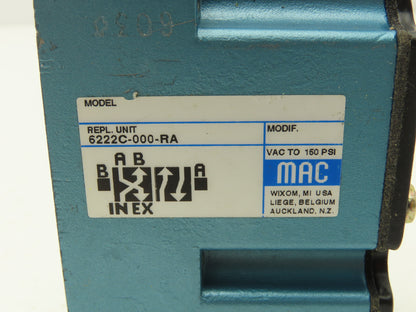 MODEL
REPL. UNIT
6222C-000-RA
MODIF.
VAC TO 150 PSI
A B
B A
IN EX
MAC
WIXOM, MI USA
LIEGE, BELGIUM
AUCKLAND, N.Z.